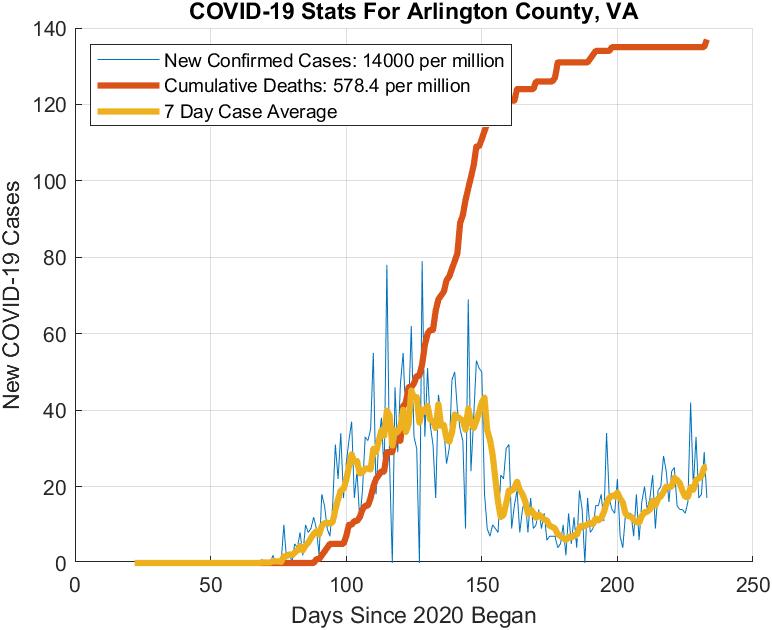 COVID-19 Stats For Arlington County, VA
New Confirmed Cases: 14000 per million
Cumulative Deaths: 578.4 per million
7 Day Case Average
New COVID-19 Cases
140
120
100
80
60
40
20
0
0 50 100 150 200 250
Days Since 2020 Began